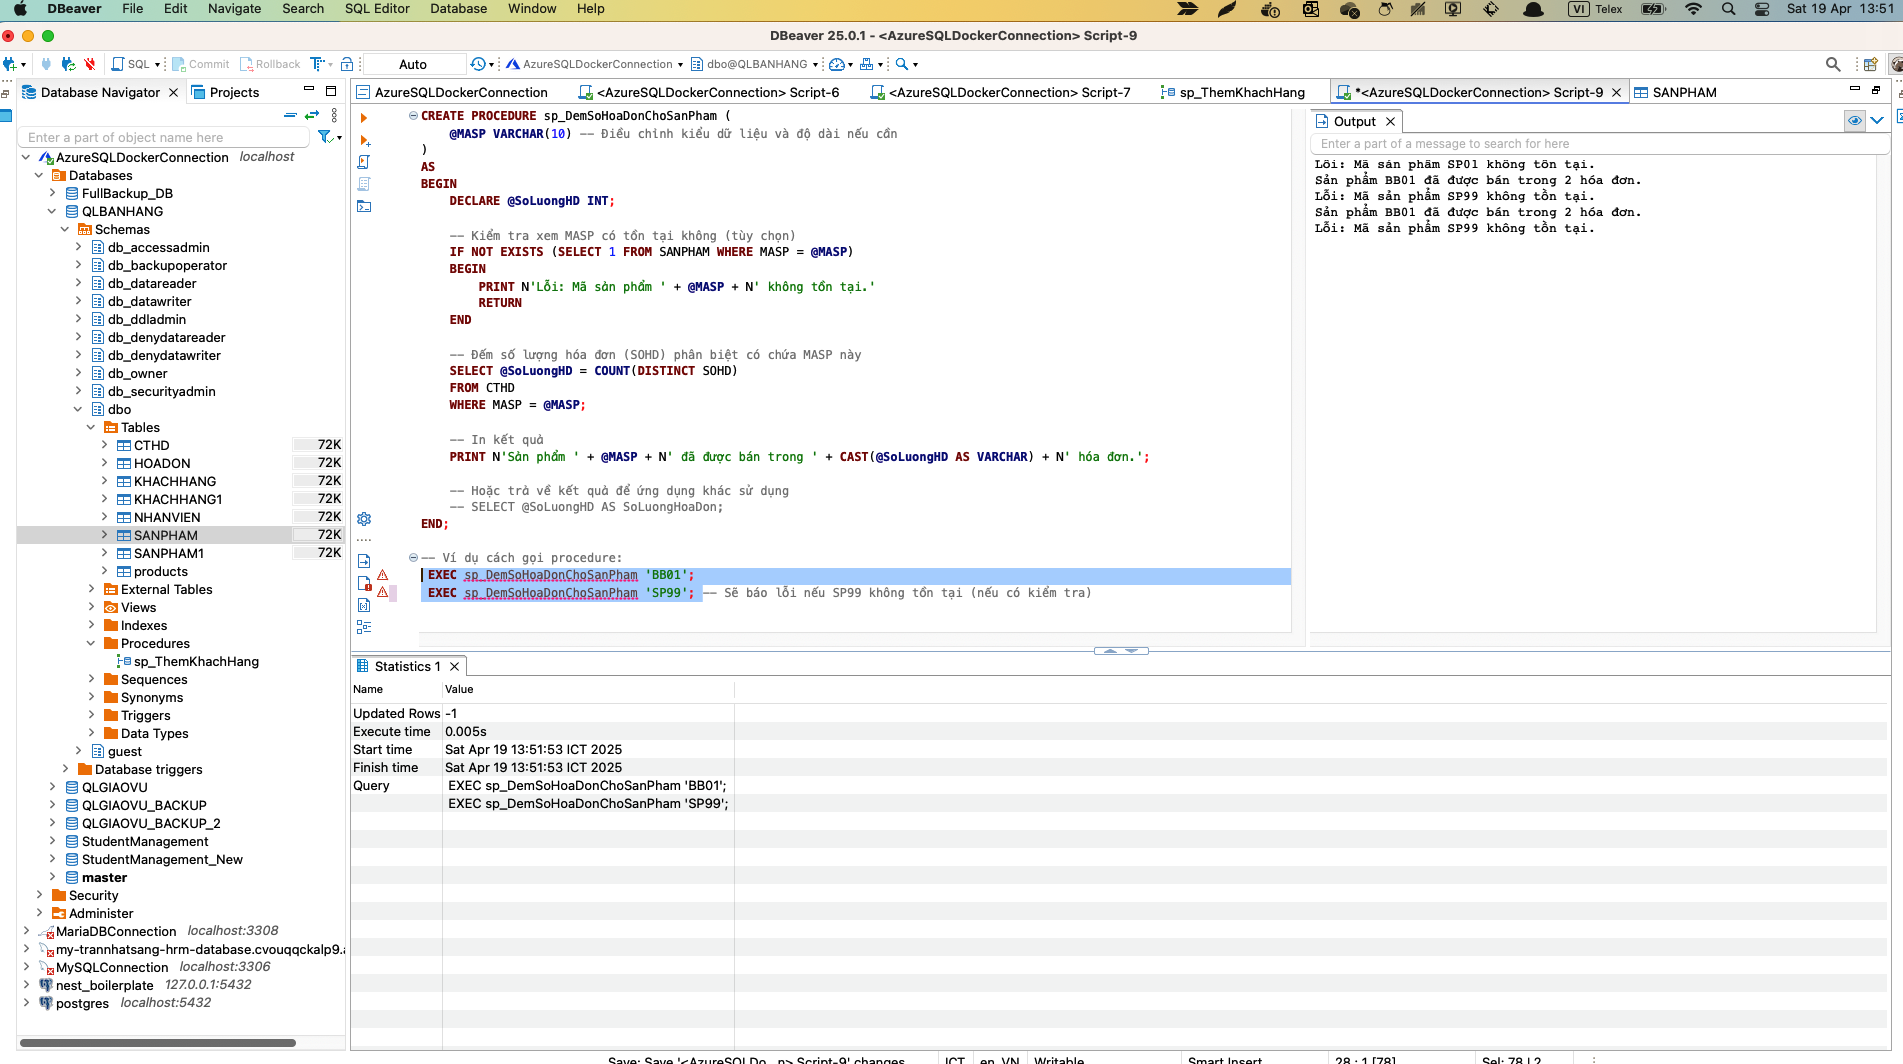 DBeaver File Edit Navigate Search SQL Editor Database Window Help
VI Telex Sat 19 Apr 13:51
DBeaver 25.0.1 - <AzureSQLDockerConnection> Script-9
SQL Commit Rollback Auto AzureSQLDockerConnection dbo@QLBANHANG
Database Navigator Projects
Enter a part of object name here
AzureSQLDockerConnection localhost
Databases
FullBackup_DB
QLBANHANG
Schemas
db_accessadmin
db_backupoperator
db_datareader
db_datawriter
db_ddladmin
db_denydatareader
db_denydatawriter
db_owner
db_securityadmin
dbo
Tables
CTHD 72K
HOADON 72K
KHACHHANG 72K
KHACHHANG1 72K
NHANVIEN 72K
SANPHAM 72K
SANPHAM1 72K
products
External Tables
Views
Indexes
Procedures
sp_ThemKhachHang
Sequences
Synonyms
Triggers
Data Types
guest
Database triggers
QLGIAOVU
QLGIAOVU_BACKUP
QLGIAOVU_BACKUP_2
StudentManagement
StudentManagement_New
master
Security
Administer
MariaDBConnection localhost:3308
my-trannhatsang-hrm-database.cvouqqckalp9.a
MySQLConnection localhost:3306
nest_boilerplate 127.0.0.1:5432
postgres localhost:5432
AzureSQLDockerConnection <AzureSQLDockerConnection> Script-6 <AzureSQLDockerConnection> Script-7 sp_ThemKhachHang *<AzureSQLDockerConnection> Script-9 SANPHAM
CREATE PROCEDURE sp_DemSoHoaDonChoSanPham (
@MASP VARCHAR(10) -- Điều chỉnh kiểu dữ liệu và độ dài nếu cần
)
AS
BEGIN
DECLARE @SoLuongHD INT;
-- Kiểm tra xem MASP có tồn tại không (tùy chọn)
IF NOT EXISTS (SELECT 1 FROM SANPHAM WHERE MASP = @MASP)
BEGIN
PRINT N'Lỗi: Mã sản phẩm ' + @MASP + N' không tồn tại.'
RETURN
END
-- Đếm số lượng hóa đơn (SOHD) phân biệt có chứa MASP này
SELECT @SoLuongHD = COUNT(DISTINCT SOHD)
FROM CTHD
WHERE MASP = @MASP;
-- In kết quả
PRINT N'Sản phẩm ' + @MASP + N' đã được bán trong ' + CAST(@SoLuongHD AS VARCHAR) + N' hóa đơn.';
-- Hoặc trả về kết quả để ứng dụng khác sử dụng
-- SELECT @SoLuongHD AS SoLuongHoaDon;
END;
-- Ví dụ cách gọi procedure:
EXEC sp_DemSoHoaDonChoSanPham 'BB01';
EXEC sp_DemSoHoaDonChoSanPham 'SP99'; -- Sẽ báo lỗi nếu SP99 không tồn tại (nếu có kiểm tra)
Output
Enter a part of a message to search for here
Lỗi: Mã sản phẩm SP01 không tồn tại.
Sản phẩm BB01 đã được bán trong 2 hóa đơn.
Lỗi: Mã sản phẩm SP99 không tồn tại.
Sản phẩm BB01 đã được bán trong 2 hóa đơn.
Lỗi: Mã sản phẩm SP99 không tồn tại.
Statistics 1
Name Value
Updated Rows -1
Execute time 0.005s
Start time Sat Apr 19 13:51:53 ICT 2025
Finish time Sat Apr 19 13:51:53 ICT 2025
Query EXEC sp_DemSoHoaDonChoSanPham 'BB01';
EXEC sp_DemSoHoaDonChoSanPham 'SP99';
Save: Save '<AzureSQLDo...n> Script-9' changes ICT en_VN Writable Smart Insert 28 : 1 [78] Sel: 78 | 2